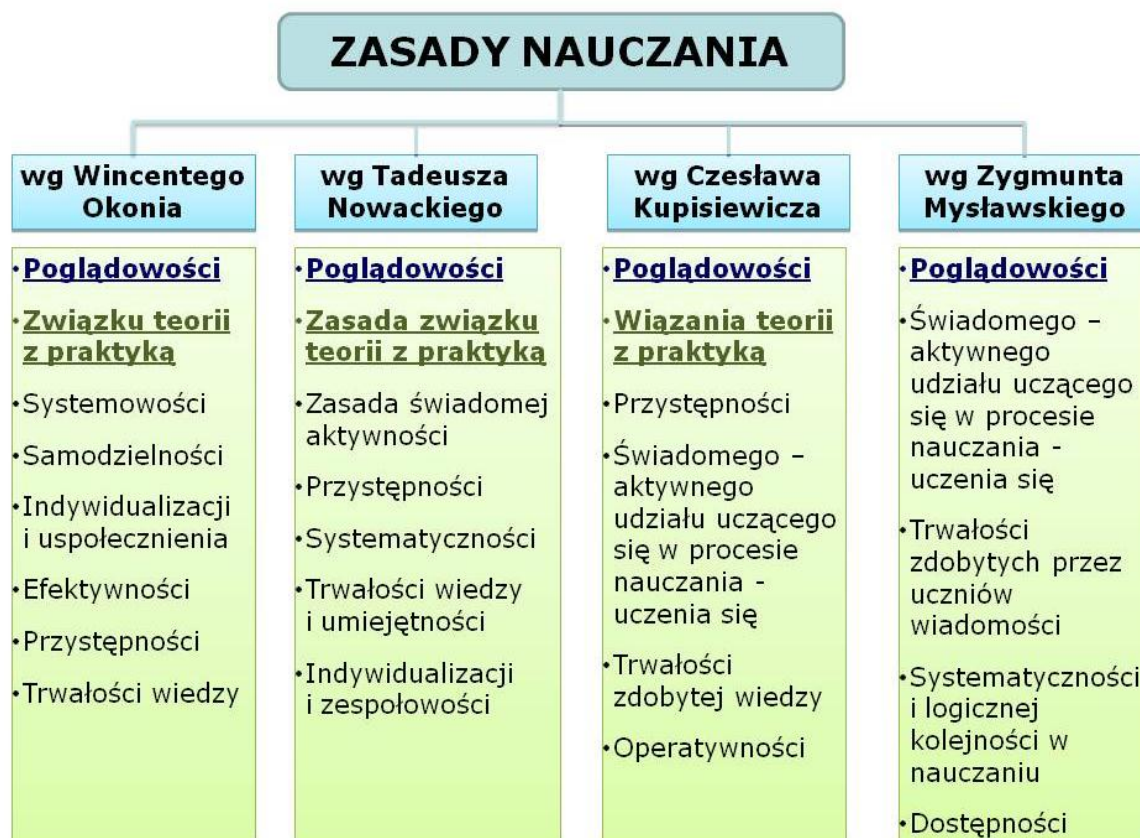 ZASADY NAUCZANIA
wg Wincentego
Okonia
•Poglądowości
•Związku teorii
z praktyką
•Systemowości
•Samodzielności
•Indywidualizacji
i uspołecznienia
•Efektywności
•Przystępności
•Trwałości wiedzy
wg Tadeusza
Nowackiego
•Poglądowości
•Zasada związku
teorii z praktyką
•Zasada świadomej
aktywności
•Przystępności
•Systematyczności
•Trwałości wiedzy
i umiejętności
•Indywidualizacji
i zespołowości
wg Czesława
Kupisiewicza
•Poglądowości
•Wiązania teorii
z praktyką
•Przystępności
•Świadomego –
aktywnego
udziału uczącego
się w procesie
nauczania -
uczenia się
•Trwałości
zdobytej wiedzy
•Operatywności
wg Zygmunta
Mysławskiego
•Poglądowości
•Świadomego –
aktywnego
udziału uczącego
się w procesie
nauczania -
uczenia się
•Trwałości
zdobytych przez
uczniów
wiadomości
•Systematyczności
i logicznej
kolejności w
nauczaniu
•Dostępności